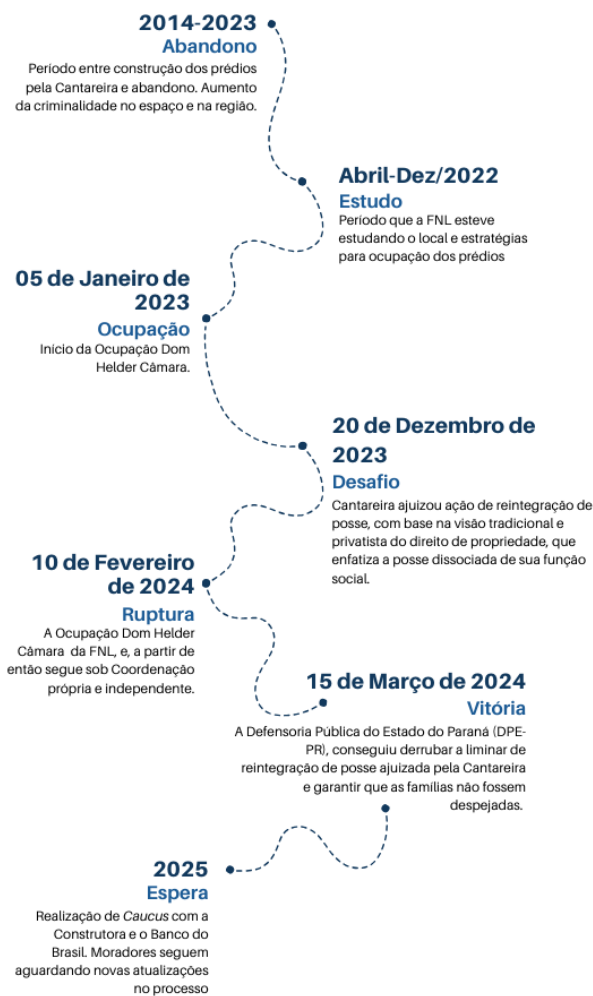 2014-2023
Abandono
Período entre construção dos prédios
pela Cantareira e abandono. Aumento
da criminalidade no espaço e na região.
Abril-Dez/2022
Estudo
Período que a FNL esteve
estudando o local e estratégias
para ocupação dos prédios
05 de Janeiro de
2023
Ocupação
Início da Ocupação Dom
Helder Câmara.
20 de Dezembro de
2023
Desafio
Cantareira ajuizou ação de reintegração de
posse, com base na visão tradicional e
privatista do direito de propriedade, que
enfatiza a posse dissociada de sua função
social.
10 de Fevereiro
de 2024
Ruptura
A Ocupação Dom Helder
Câmara da FNL, e, a partir de
então segue sob Coordenação
própria e independente.
15 de Março de 2024
Vitória
A Defensoria Pública do Estado do Paraná (DPE-
PR), conseguiu derrubar a liminar de
reintegração de posse ajuizada pela Cantareira
e garantir que as famílias não fossem
despejadas.
2025
Espera
Realização de Caucus com a
Construtora e o Banco do
Brasil. Moradores seguem
aguardando novas atualizações
no processo